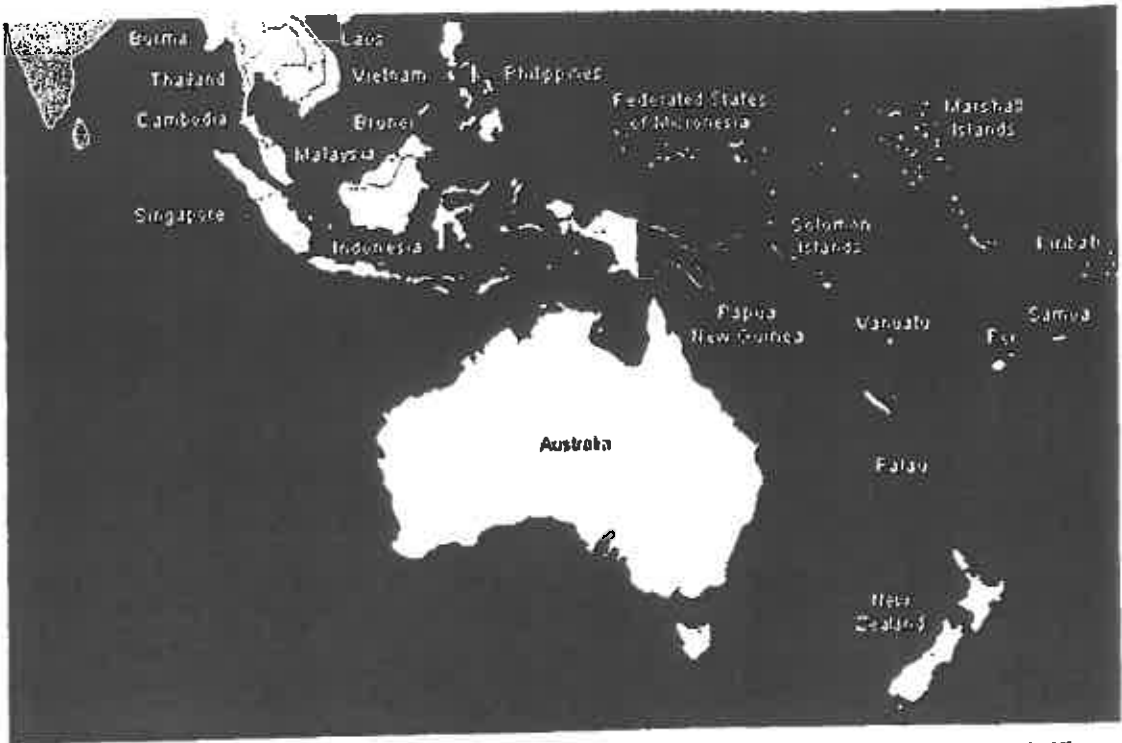 Burma
Laos
Thailand
Vietnam
Philippines
Cambodia
Brunei
Federated States
of Micronesia
Marshall
Islands
Malaysia
Singapore
Indonesia
Solomon
Islands
Kiribati
Papua
New Guinea
Vanuatu
Samoa
Australia
Palau
New
Zealand